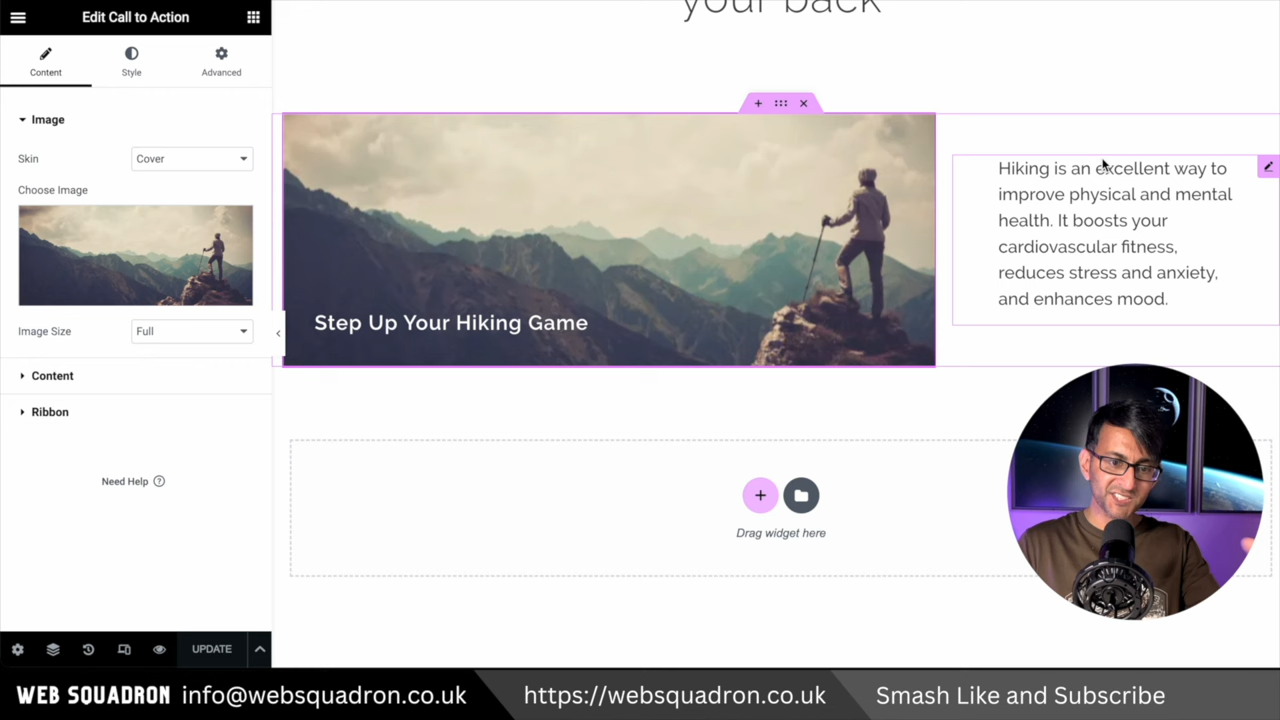 Edit Call to Action
your back
Content
Style
Advanced
Image
Skin
Cover
Choose Image
Image Size
Full
Content
Ribbon
Need Help ?
Step Up Your Hiking Game
Hiking is an excellent way to
improve physical and mental
health. It boosts your
cardiovascular fitness,
reduces stress and anxiety,
and enhances mood.
Drag widget here
UPDATE
WEB SQUADRON info@websquadron.co.uk
https://websquadron.co.uk
Smash Like and Subscribe